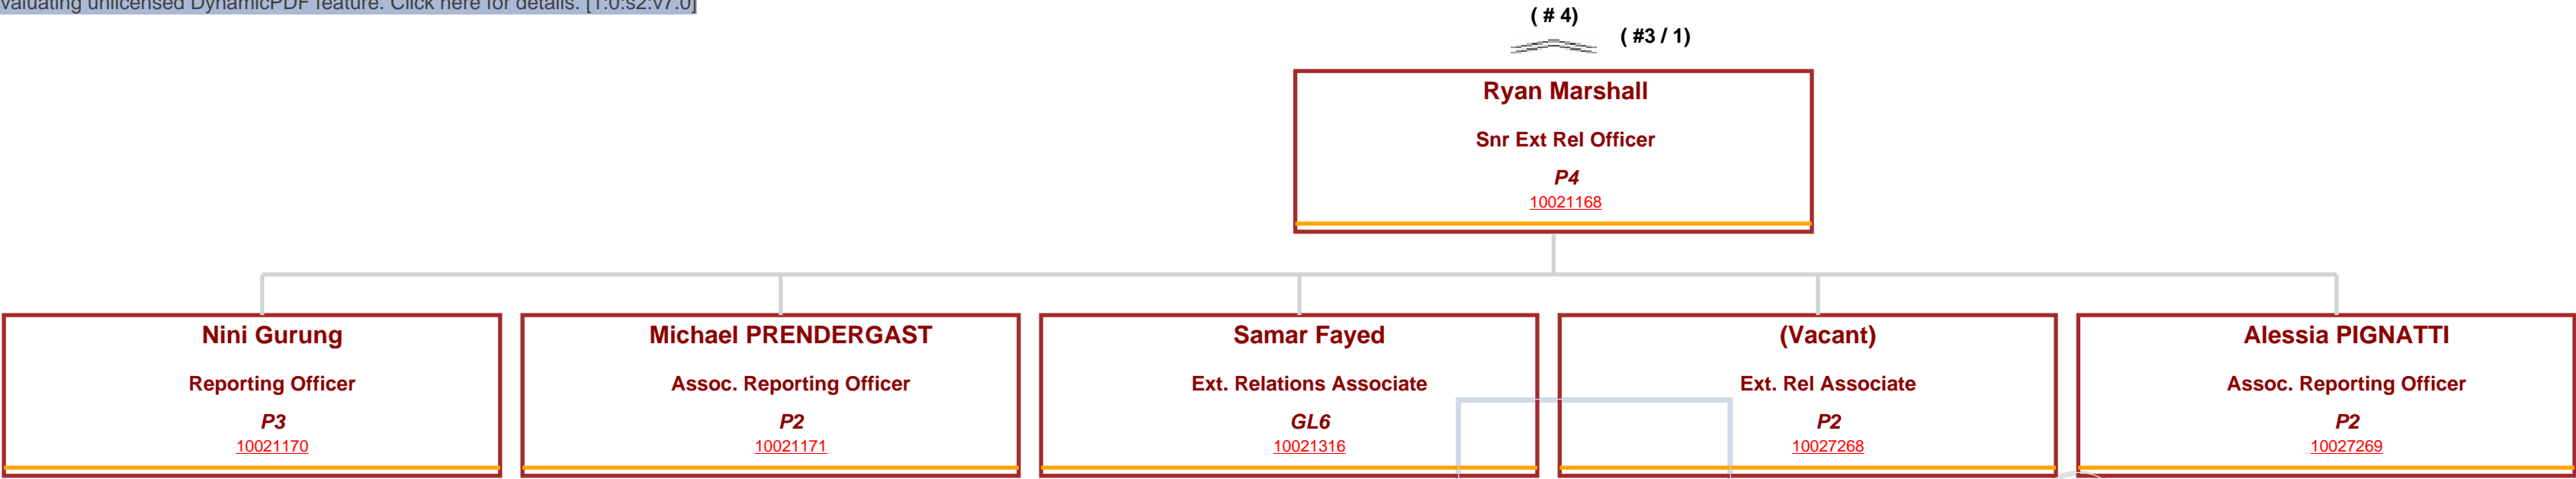 valuating unlicensed DynamicPDF feature. Click here for details. [1:0:s2:v7.0]
( # 4)
( #3 / 1)
Ryan Marshall
Snr Ext Rel Officer
P4
10021168
Nini Gurung
Reporting Officer
P3
10021170
Michael PRENDERGAST
Assoc. Reporting Officer
P2
10021171
Samar Fayed
Ext. Relations Associate
GL6
10021316
(Vacant)
Ext. Rel Associate
P2
10027268
Alessia PIGNATTI
Assoc. Reporting Officer
P2
10027269